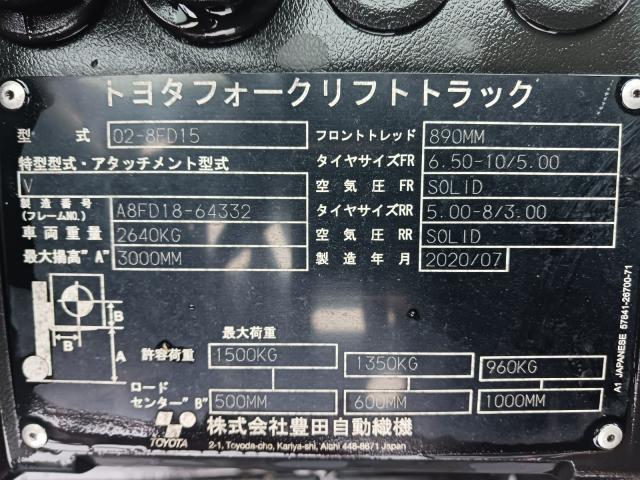 トヨタフォークリフトトラック
型 式 02-8FD15 フロントトレッド 890MM
特型型式・アタッチメント型式 タイヤサイズFR 6.50-10/5.00
V 空気圧 FR SOLID
製造番号 (フレームNO.) A8FD18-64332 タイヤサイズRR 5.00-8/3.00
車両重量 2640KG 空気圧 RR SOLID
最大揚高"A" 3000MM 製造年月 2020/07
B
B
A
最大荷重
許容荷重 1500KG 1350KG 960KG
ロード
センター"B" 500MM 600MM 1000MM
TOYOTA 株式会社豊田自動織機
2-1, Toyoda-cho, Kariya-shi, Aichi 448-8671 Japan
A1 JAPANESE 57641-26700-71